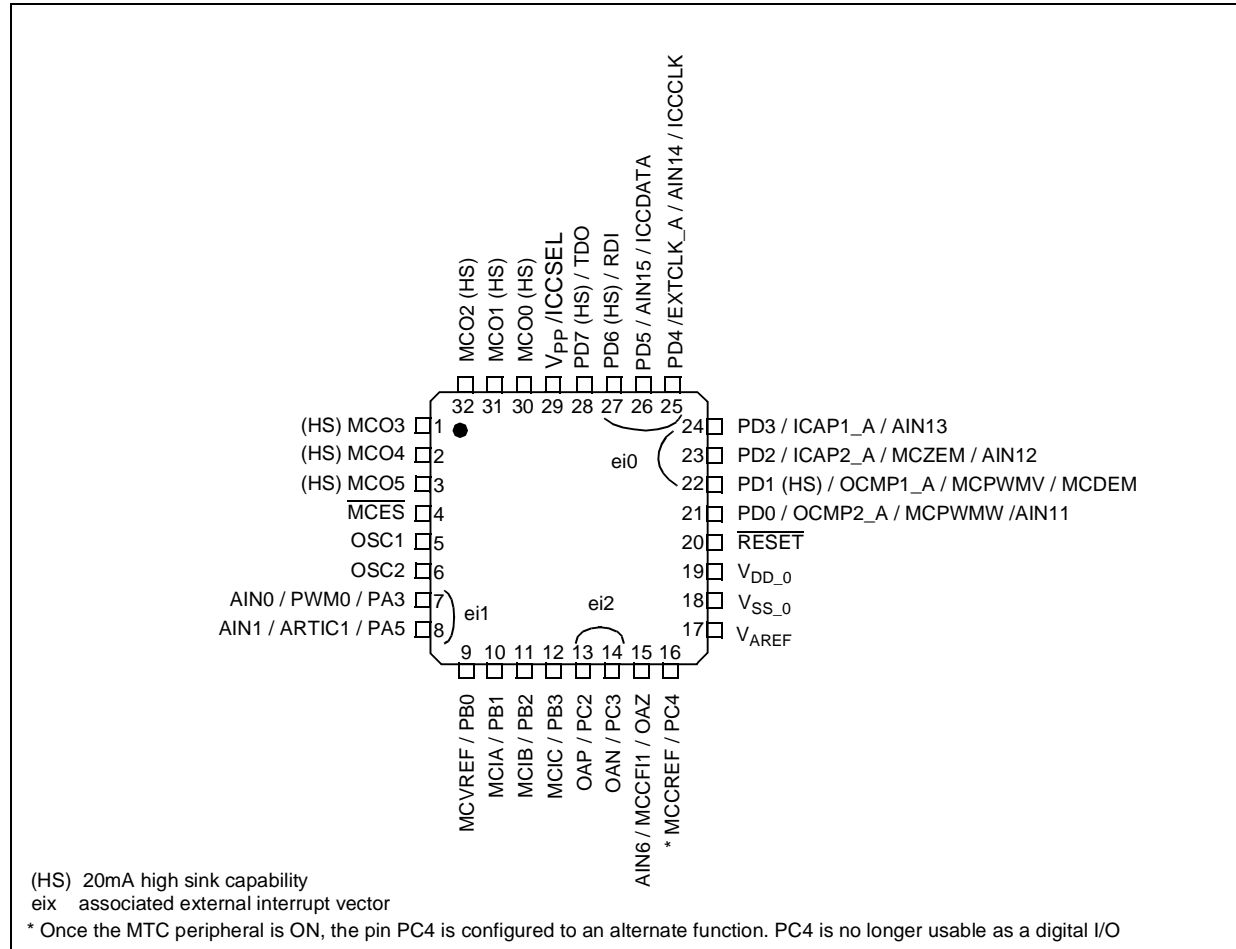 MCO2 (HS)
MCO1 (HS)
MCO0 (HS)
VPP /ICCSEL
PD7 (HS) / TDO
PD6 (HS) / RDI
PD5 / AIN15 / ICCDATA
PD4 /EXTCLK_A / AIN14 / ICCCLK
32 31 30 29 28 27 26 25
(HS) MCO3 1
(HS) MCO4 2
(HS) MCO5 3
MCES 4
OSC1 5
OSC2 6
AIN0 / PWM0 / PA3 7
AIN1 / ARTIC1 / PA5 8
ei1
ei0
ei2
24 PD3 / ICAP1_A / AIN13
23 PD2 / ICAP2_A / MCZEM / AIN12
22 PD1 (HS) / OCMP1_A / MCPWMV / MCDEM
21 PD0 / OCMP2_A / MCPWMW /AIN11
20 RESET
19 VDD_0
18 VSS_0
17 VAREF
9 10 11 12 13 14 15 16
MCVREF / PB0
MCIA / PB1
MCIB / PB2
MCIC / PB3
OAP / PC2
OAN / PC3
AIN6 / MCCFI1 / OAZ
* MCCREF / PC4
(HS) 20mA high sink capability
eix associated external interrupt vector
* Once the MTC peripheral is ON, the pin PC4 is configured to an alternate function. PC4 is no longer usable as a digital I/O